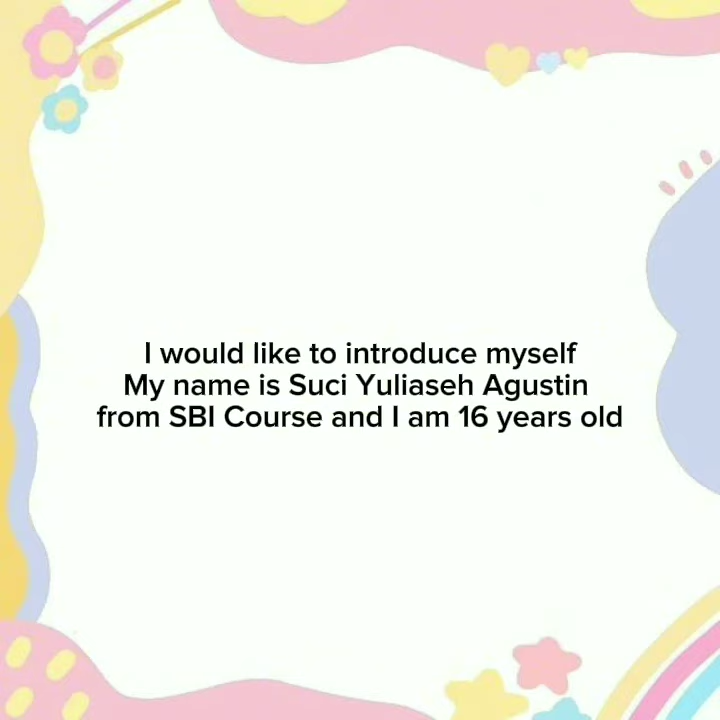 I would like to introduce myself
My name is Suci Yuliaseh Agustin
from SBI Course and I am 16 years old